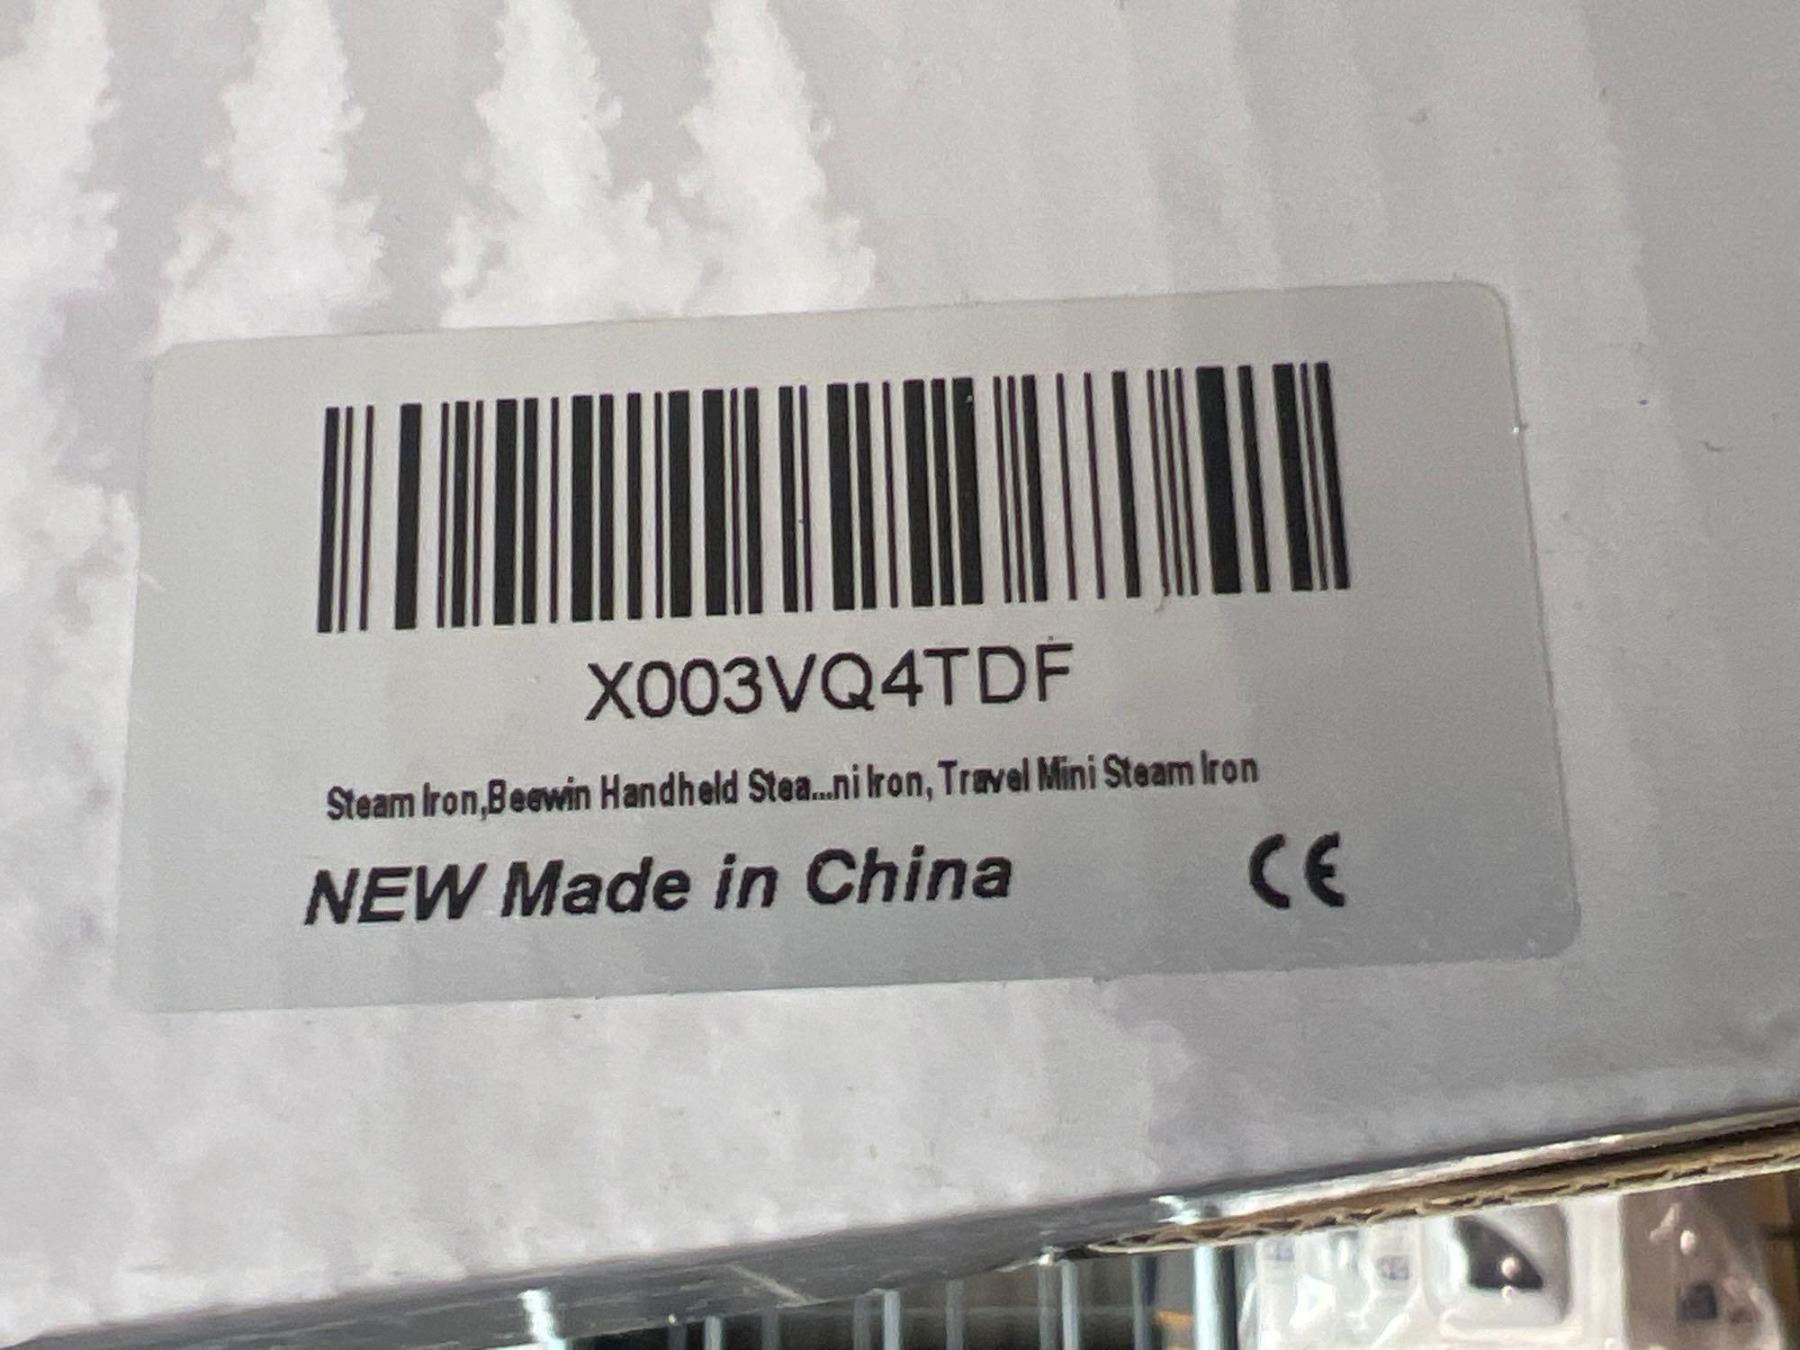 X003VQ4TDF
Steam Iron,Beewin Handheld Stea...ni Iron, Travel Mini Steam Iron
NEW Made in China CE